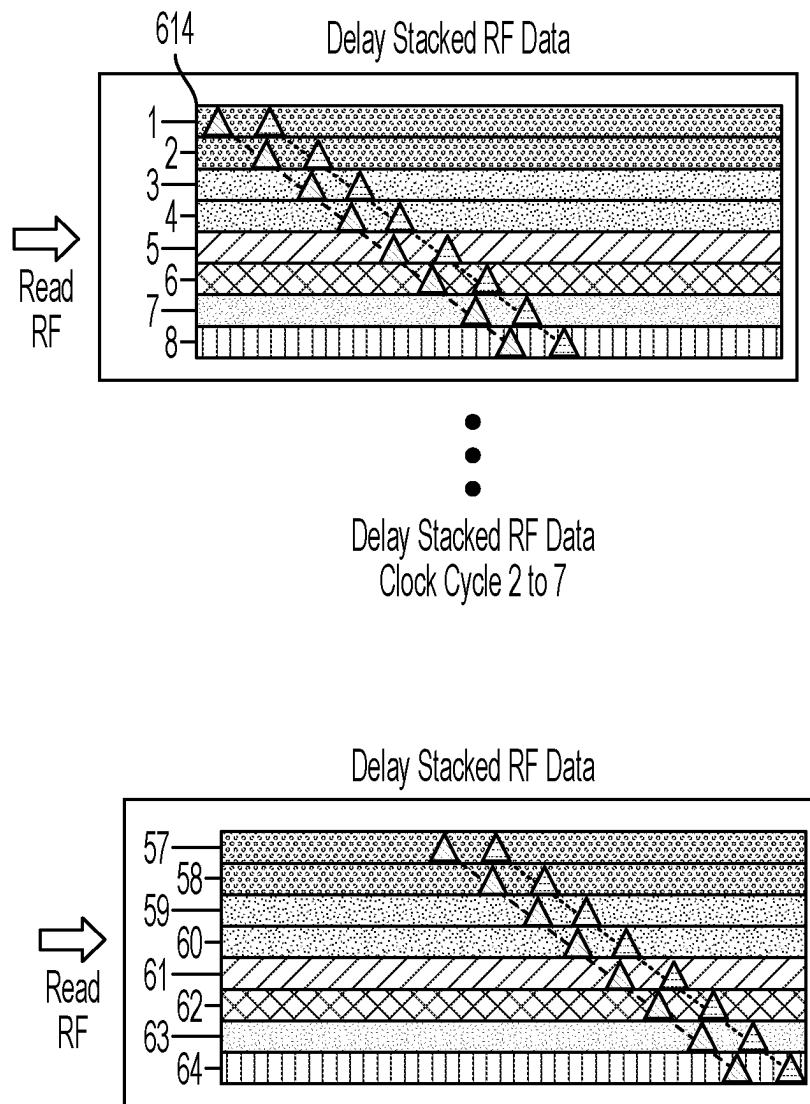 614
Delay Stacked RF Data
1
2
3
4
5
6
7
8
Read
RF
Delay Stacked RF Data
Clock Cycle 2 to 7
Delay Stacked RF Data
57
58
59
60
61
62
63
64
Read
RF